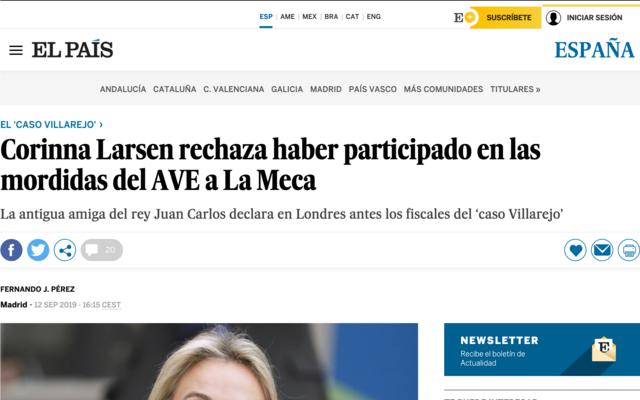 ESP | AME | MEX | BRA | CAT | ENG
E+ SUSCRÍBETE
INICIAR SESIÓN
EL PAÍS
ESPAÑA
ANDALUCÍA CATALUÑA C. VALENCIANA GALICIA MADRID PAÍS VASCO MÁS COMUNIDADES TITULARES »
EL 'CASO VILLAREJO' ›
Corinna Larsen rechaza haber participado en las
mordidas del AVE a La Meca
La antigua amiga del rey Juan Carlos declara en Londres antes los fiscales del ‘caso Villarejo’
20
FERNANDO J. PÉREZ
Madrid - 12 SEP 2019 - 16:15 CEST
NEWSLETTER
Recibe el boletín de
Actualidad
E